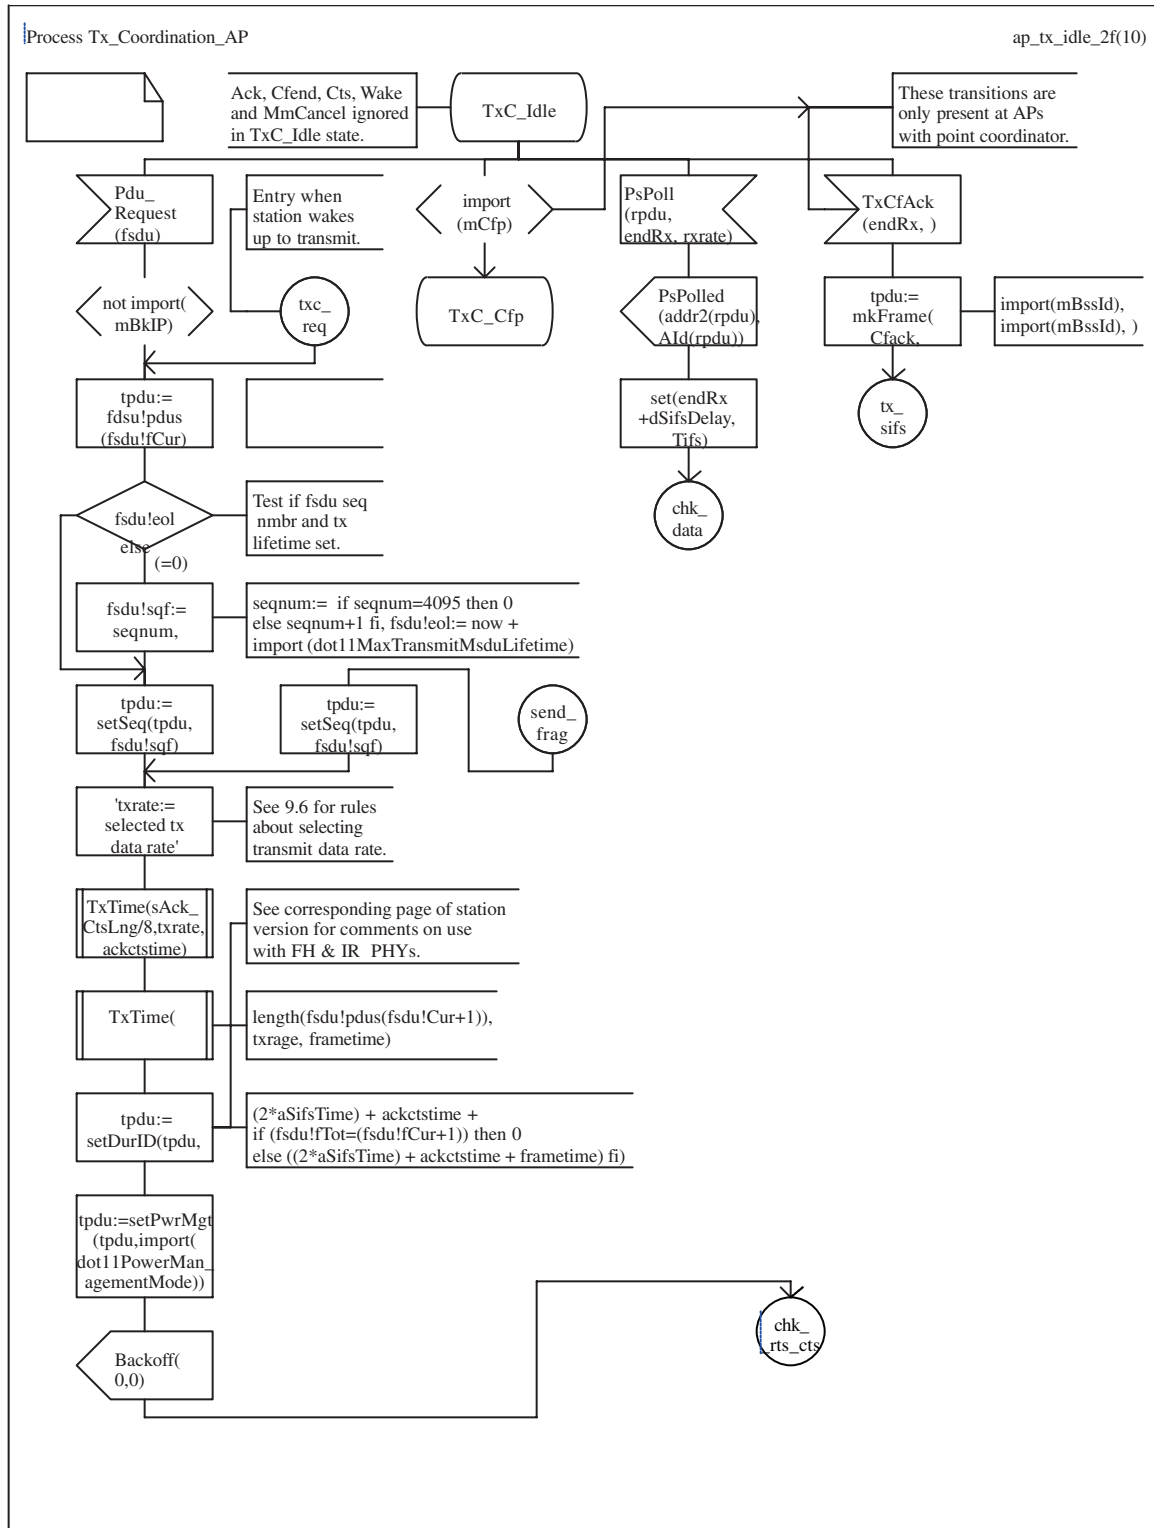 Process Tx_Coordination_AP
ap_tx_idle_2f(10)
Ack, Cfend, Cts, Wake
and MmCancel ignored
in TxC_Idle state.
TxC_Idle
These transitions are
only present at APs
with point coordinator.
Pdu_
Request
(fsdu)
Entry when
station wakes
up to transmit.
import
(mCfp)
PsPoll
(rpdu,
endRx, rxrate)
TxCfAck
(endRx, )
not import(
mBkIP)
txc_
req
TxC_Cfp
PsPolled
(addr2(rpdu),
AId(rpdu))
tpdu:=
mkFrame(
Cfack,
import(mBssId),
import(mBssId), )
tpdu:=
fdsu!pdus
(fsdu!fCur)
set(endRx
+dSifsDelay,
Tifs)
tx_
sifs
fsdu!eol
else
(=0)
Test if fsdu seq
nmbr and tx
lifetime set.
chk_
data
fsdu!sqf:=
seqnum,
seqnum:= if seqnum=4095 then 0
else seqnum+1 fi, fsdu!eol:= now +
import (dot11MaxTransmitMsduLifetime)
tpdu:=
setSeq(tpdu,
fsdu!sqf)
tpdu:=
setSeq(tpdu,
fsdu!sqf)
send_
frag
'txrate:=
selected tx
data rate'
See 9.6 for rules
about selecting
transmit data rate.
TxTime(sAck_
CtsLng/8,txrate,
ackctstime)
See corresponding page of station
version for comments on use
with FH & IR PHYs.
TxTime(
length(fsdu!pdus(fsdu!Cur+1)),
txrage, frametime)
tpdu:=
setDurID(tpdu,
(2*aSifsTime) + ackctstime +
if (fsdu!fTot=(fsdu!fCur+1)) then 0
else ((2*aSifsTime) + ackctstime + frametime) fi)
tpdu:=setPwrMgt
(tpdu,import(
dot11PowerMan_
agementMode))
Backoff(
0,0)
chk_
_rts_cts